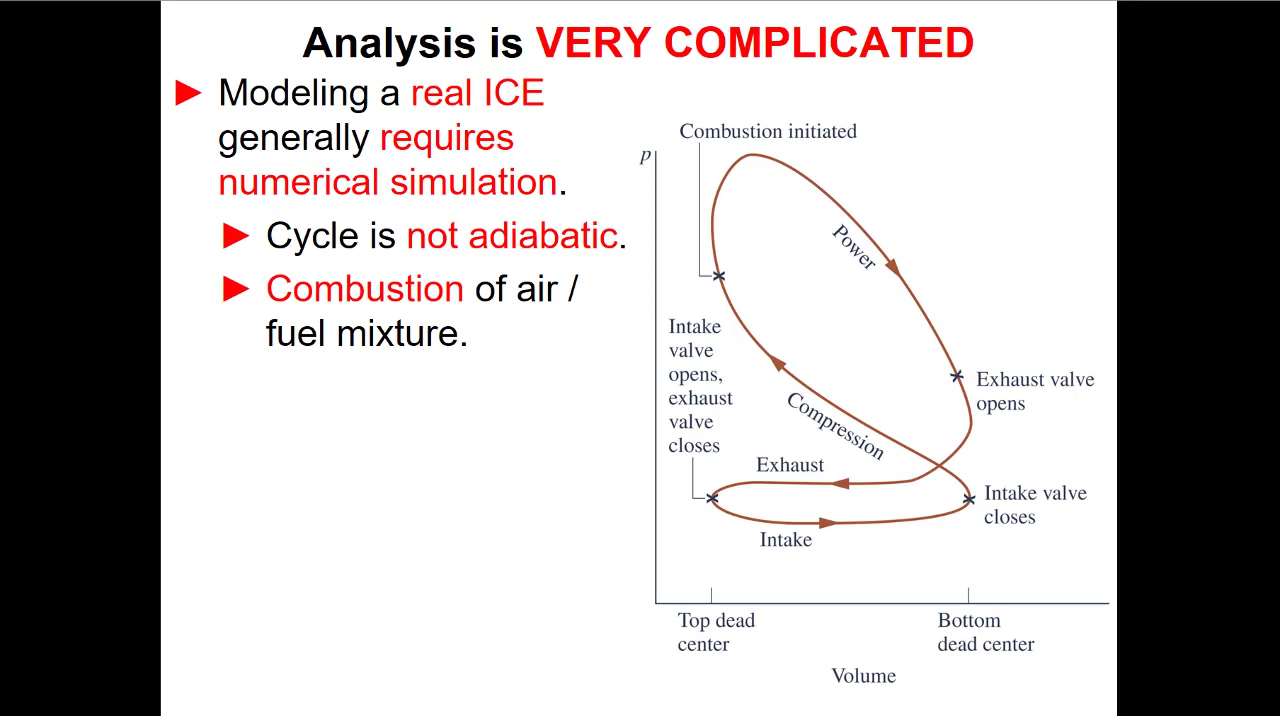 Analysis is VERY COMPLICATED
► Modeling a real ICE
generally requires
numerical simulation.
► Cycle is not adiabatic.
► Combustion of air /
fuel mixture.
Combustion initiated
p
Power
Intake
valve
opens,
exhaust
valve
closes
Exhaust valve
opens
Compression
Exhaust
Intake valve
closes
Intake
Top dead
center
Bottom
dead center
Volume